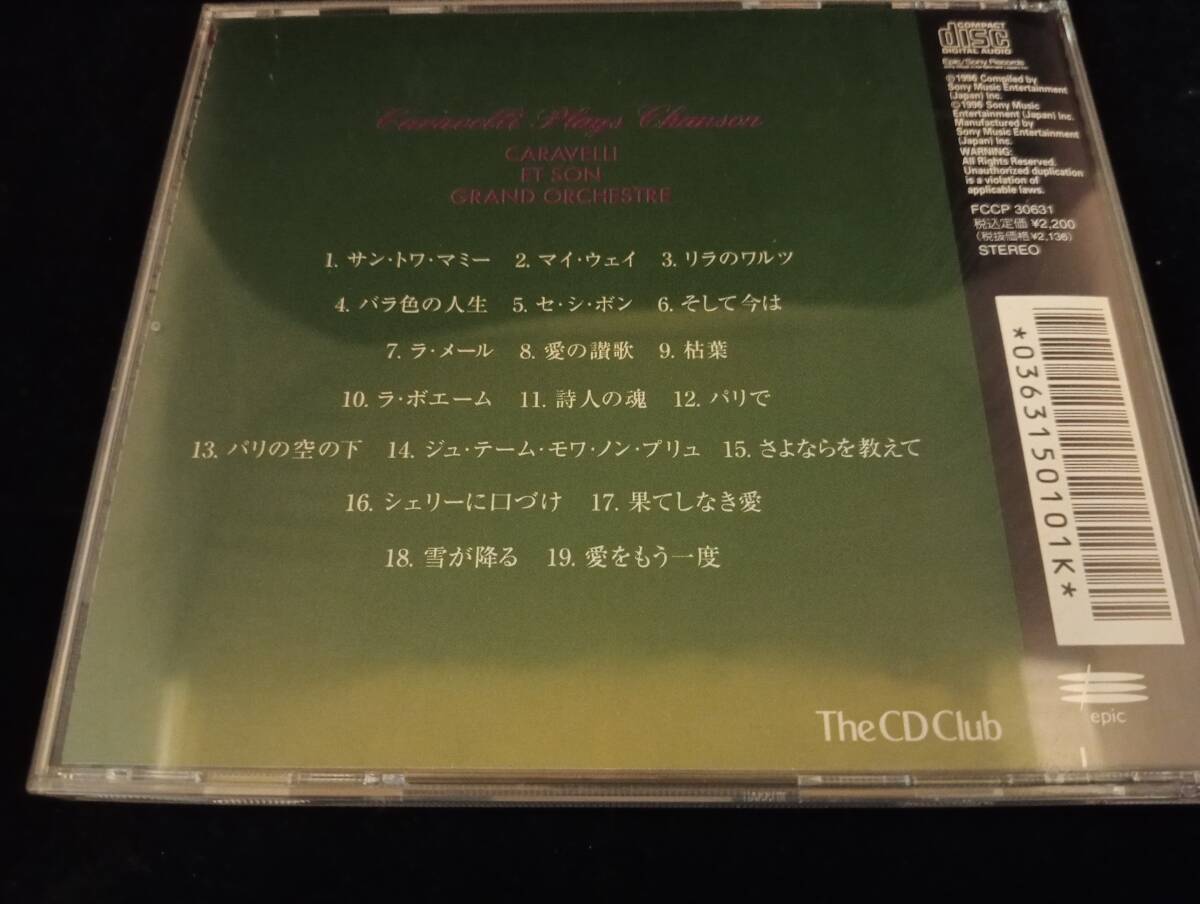 Caravelli Plays Chanson
CARAVELLI
ET SON
GRAND ORCHESTRE
1. サン・トワ・マミー 2. マイ・ウェイ 3. リラのワルツ
4. バラ色の人生 5. セ・シ・ボン 6. そして今は
7. ラ・メール 8. 愛の讃歌 9. 枯葉
10. ラ・ボエーム 11. 詩人の魂 12. パリで
13. パリの空の下 14. ジュ・テーム・モワ・ノン・プリュ 15. さよならを教えて
16. シェリーに口づけ 17. 果てしなき愛
18. 雪が降る 19. 愛をもう一度
The CD Club
COMPACT
disc
DIGITAL AUDIO
Epic/Sony Records
℗1996 Compiled by
Sony Music Entertainment
(Japan) Inc.
©1996 Sony Music
Entertainment (Japan) Inc.
Manufactured by
Sony Music Entertainment
(Japan) Inc.
WARNING:
All Rights Reserved.
Unauthorized duplication
is a violation of
applicable laws.
FCCP 30631
税込定価 ¥2,200
(税抜価格¥2,136)
STEREO
*0363150101K*
epic